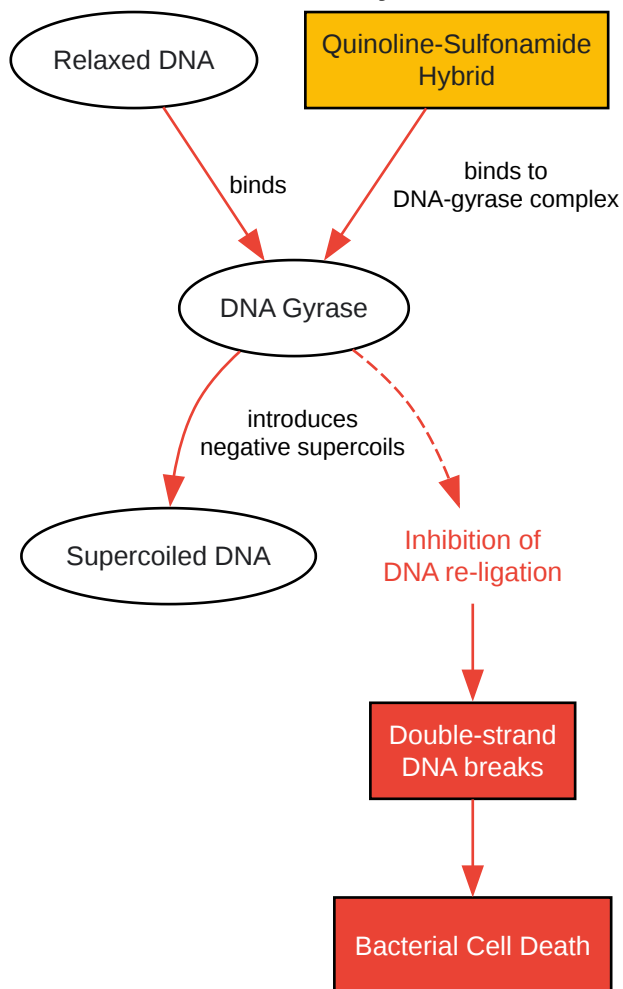 Relaxed DNA
Quinoline-Sulfonamide
Hybrid
binds
binds to
DNA-gyrase complex
DNA Gyrase
introduces
negative supercoils
Supercoiled DNA
Inhibition of
DNA re-ligation
Double-strand
DNA breaks
Bacterial Cell Death